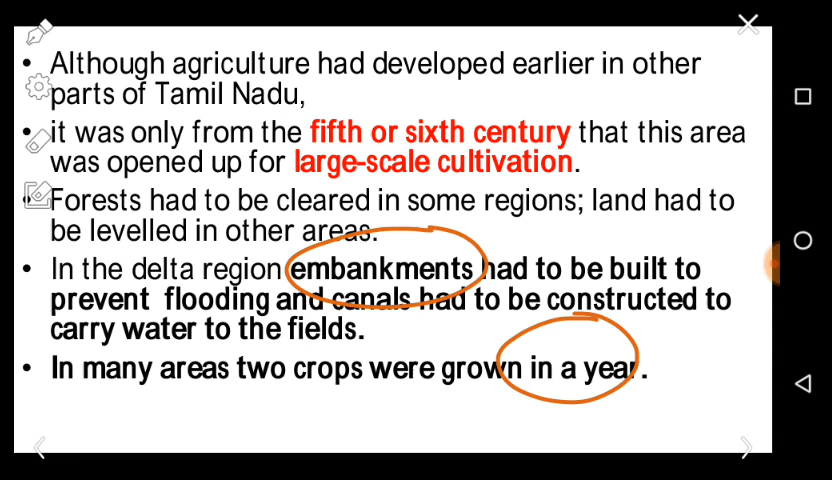 • Although agriculture had developed earlier in other
parts of Tamil Nadu,
• it was only from the fifth or sixth century that this area
was opened up for large-scale cultivation.
• Forests had to be cleared in some regions; land had to
be levelled in other areas.
• In the delta region embankments had to be built to
prevent flooding and canals had to be constructed to
carry water to the fields.
• In many areas two crops were grown in a year.